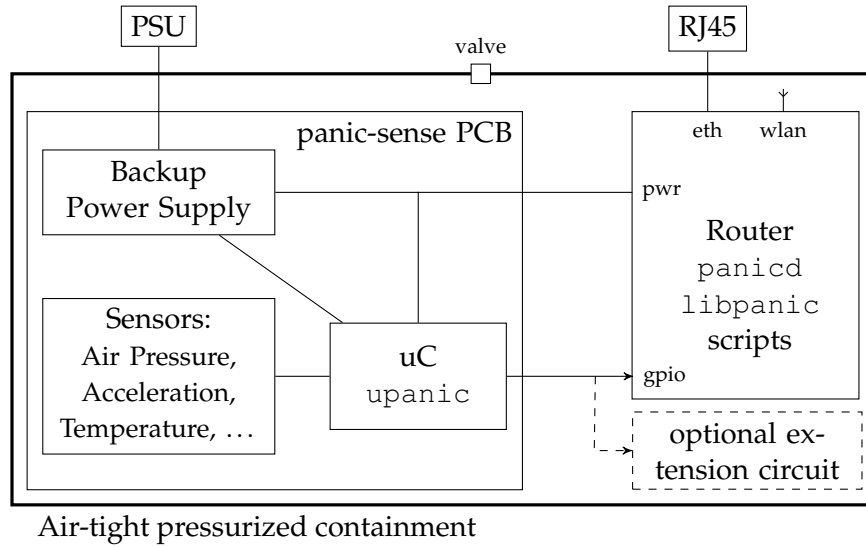 PSU
RJ45
valve
panic-sense PCB
eth
wlan
Backup
Power Supply
pwr
Router
panicd
libpanic
scripts
Sensors:
Air Pressure,
Acceleration,
Temperature, ...
uC
upanic
gpio
optional ex-
tension circuit
Air-tight pressurized containment